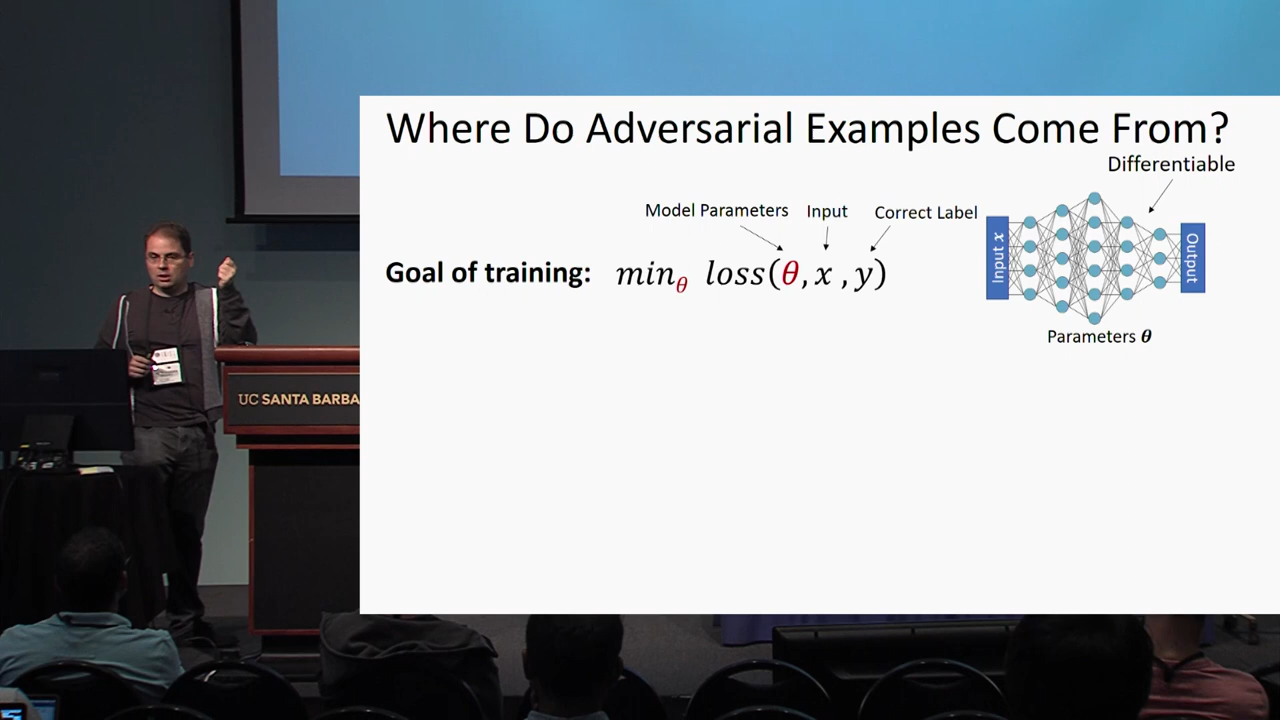 Where Do Adversarial Examples Come From?
Differentiable
Model Parameters Input Correct Label
Goal of training: min_θ loss(θ, x , y)
Input x
Output
Parameters θ
UC SANTA BARBA